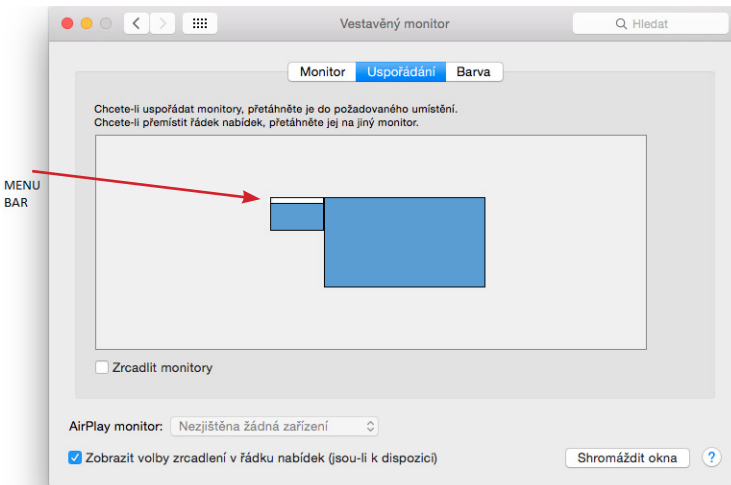 Vestavěný monitor
Hledat
Monitor Uspořádání Barva
Chcete-li uspořádat monitory, přetáhněte je do požadovaného umístění.
Chcete-li přemístit řádek nabídek, přetáhněte jej na jiný monitor.
MENU
BAR
Zrcadlit monitory
AirPlay monitor: Nezjištěna žádná zařízení
Zobrazit volby zrcadlení v řádku nabídek (jsou-li k dispozici)
Shromáždit okna ?